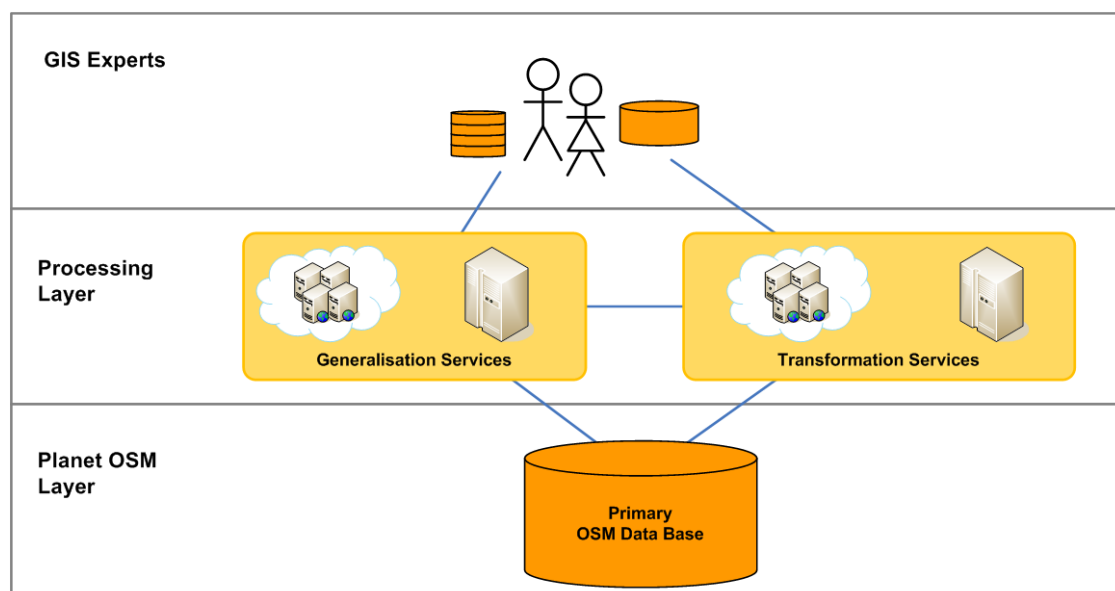 GIS Experts
Processing
Layer
Generalisation Services
Transformation Services
Planet OSM
Layer
Primary
OSM Data Base